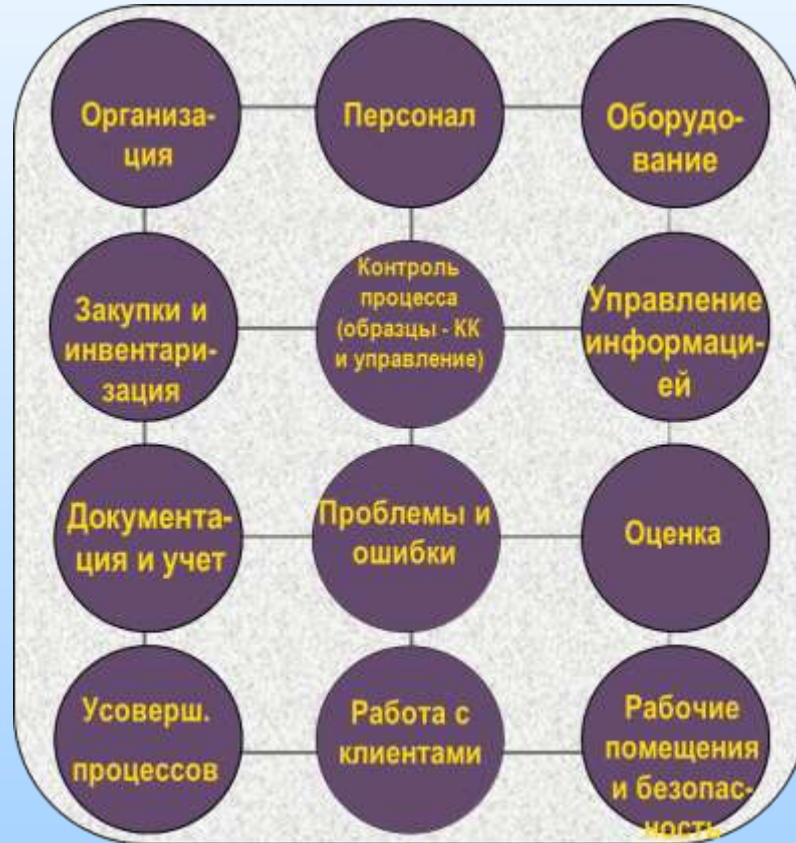 Организа-
ция
Персонал
Оборудо-
вание
Закупки и
инвентари-
зация
Контроль
процесса
(образцы - КК
и управление)
Управление
информаци-
ей
Документа-
ция и учет
Проблемы и
ошибки
Оценка
Усоверш.
процессов
Работа с
клиентами
Рабочие
помещения
и безопас-
ность